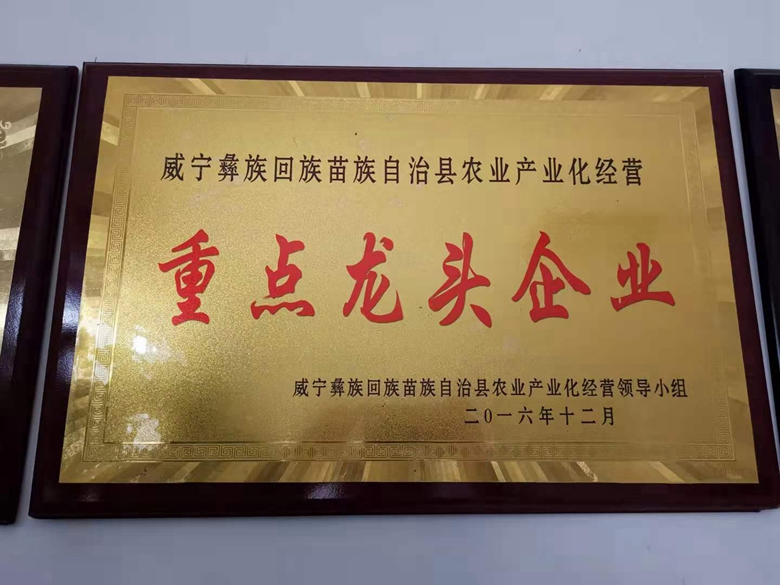 威宁彝族回族苗族自治县农业产业化经营
重点龙头企业
威宁彝族回族苗族自治县农业产业化经营领导小组
二0一六年十二月